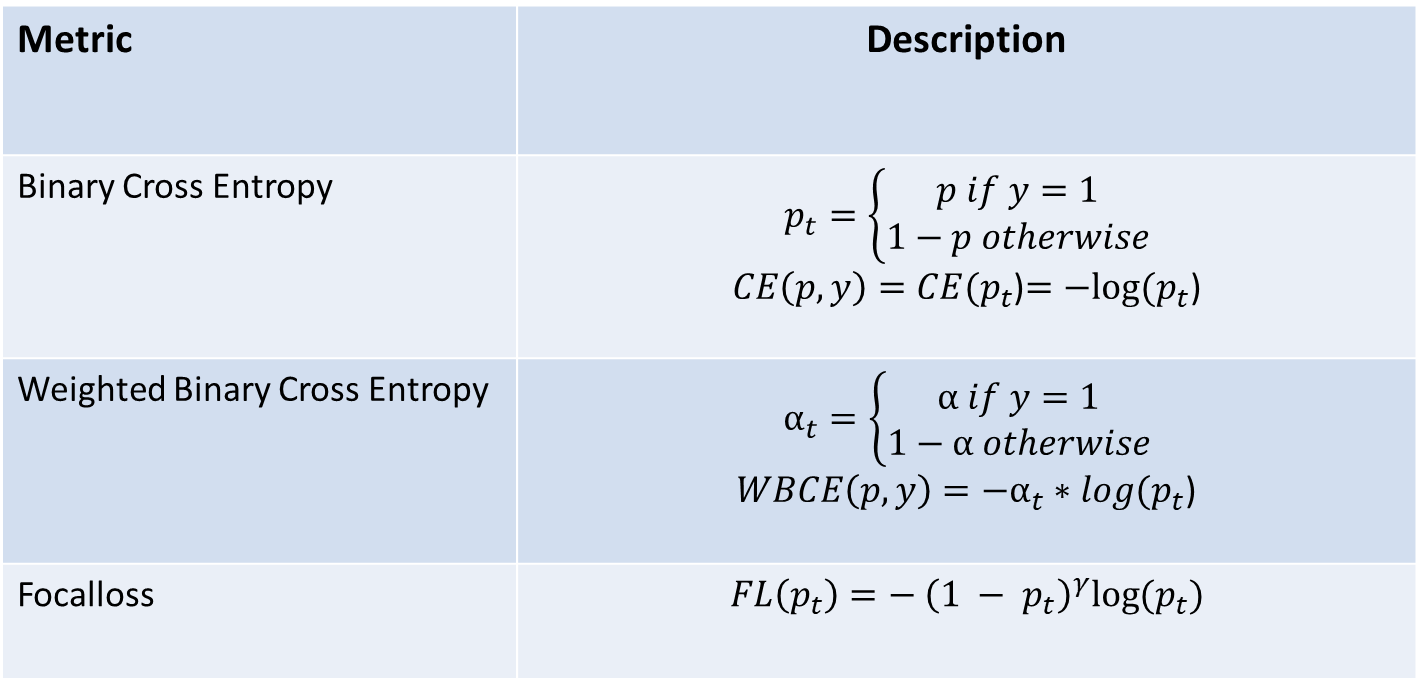 Metric Description
Binary Cross Entropy
p_t = { p if y = 1
1 − p otherwise
CE(p, y) = CE(p_t)= −log(p_t)
Weighted Binary Cross Entropy
α_t = { α if y = 1
1 − α otherwise
WBCE(p, y) = −α_t ∗ log(p_t)
Focalloss
FL(p_t) = − (1 − p_t)^γ log(p_t)